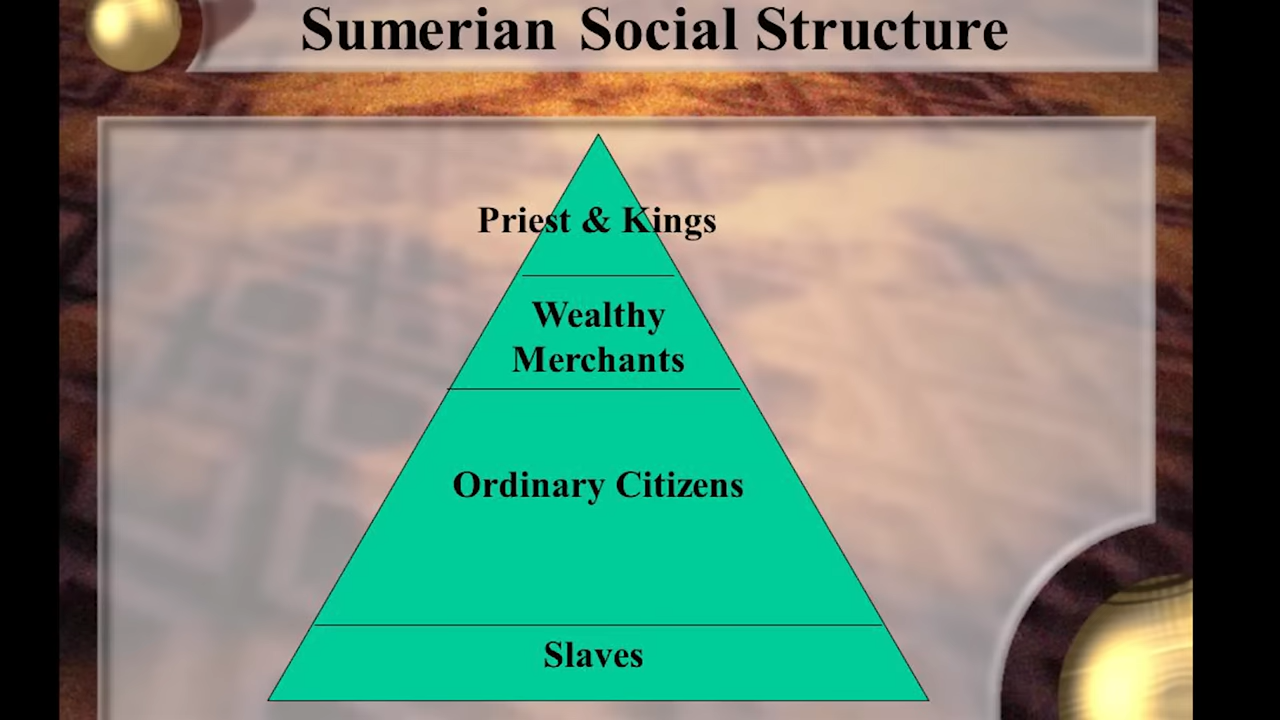 Sumerian Social Structure
Priest & Kings
Wealthy
Merchants
Ordinary Citizens
Slaves